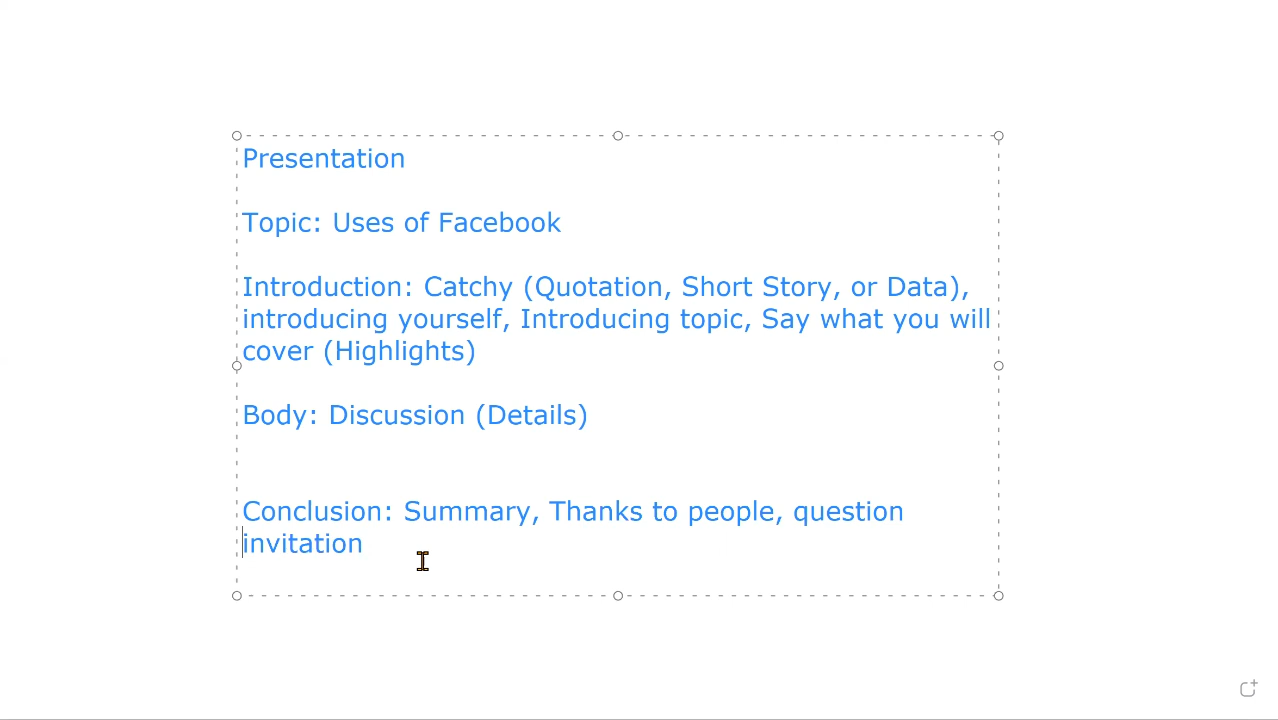 Presentation
Topic: Uses of Facebook
Introduction: Catchy (Quotation, Short Story, or Data),
introducing yourself, Introducing topic, Say what you will
cover (Highlights)
Body: Discussion (Details)
Conclusion: Summary, Thanks to people, question
invitation